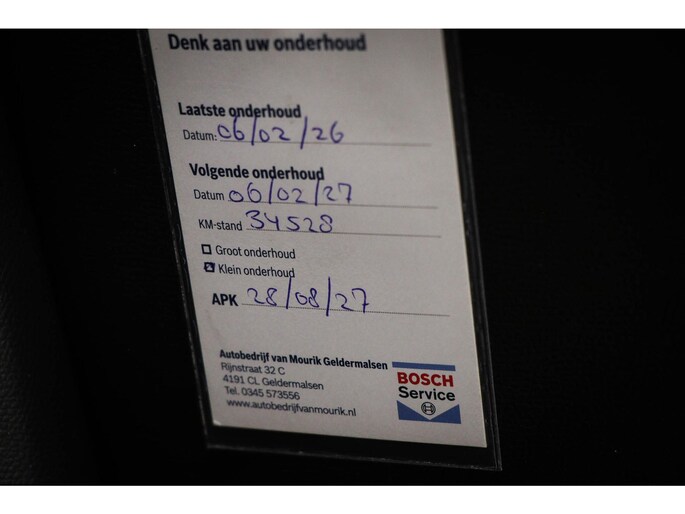 Denk aan uw onderhoud
Laatste onderhoud
Datum: 06/02/26
Volgende onderhoud
Datum 06/02/27
KM-stand 34528
Groot onderhoud
Klein onderhoud
APK 28/08/27
Autobedrijf van Mourik Geldermalsen
Rijnstraat 32 C
4191 CL Geldermalsen
Tel. 0345 573556
www.autobedrijfvanmourik.nl
BOSCH
Service